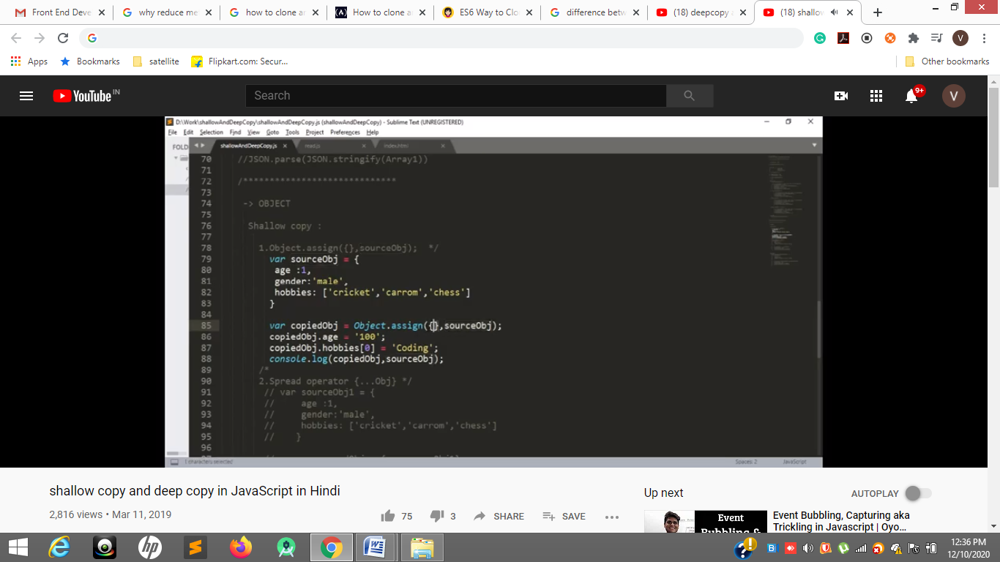 Front End Deve
why reduce me
how to clone ar
How to clone a
ES6 Way to Clo
difference betw
(18) deepcopy
(18) shallov
Apps
Bookmarks
satellite
Flipkart.com: Secur...
Other bookmarks
YouTube IN
Search
9+
V
D:\Work\shallowAndDeepCopy\shallowAndDeepCopy.js (shallowAndDeepCopy) - Sublime Text (UNREGISTERED)
File Edit Selection Find View Goto Tools Project Preferences Help
FOLD
shallowAndDeepCopy.js
read.js
index.html
70 //JSON.parse(JSON.stringify(Array1))
71
72 /*****************************
73
74 -> OBJECT
75
76 Shallow copy :
77
78 1.Object.assign({},sourceObj); */
79 var sourceObj = {
80 age :1,
81 gender:'male',
82 hobbies: ['cricket','carrom','chess']
83 }
84
85 var copiedObj = Object.assign({},sourceObj);
86 copiedObj.age = '100';
87 copiedObj.hobbies[0] = 'Coding';
88 console.log(copiedObj,sourceObj);
89 /*
90 2.Spread operator {...Obj} */
91 // var sourceObj1 = {
92 // age :1,
93 // gender:'male',
94 // hobbies: ['cricket','carrom','chess']
95 // }
96
1 characters selected
Spaces: 2
JavaScript
shallow copy and deep copy in JavaScript in Hindi
2,816 views • Mar 11, 2019
75
3
SHARE
SAVE
Up next
AUTOPLAY
Event
Bubbling &
Event Bubbling, Capturing aka
Trickling in Javascript | Oyo...
12:36 PM
12/10/2020